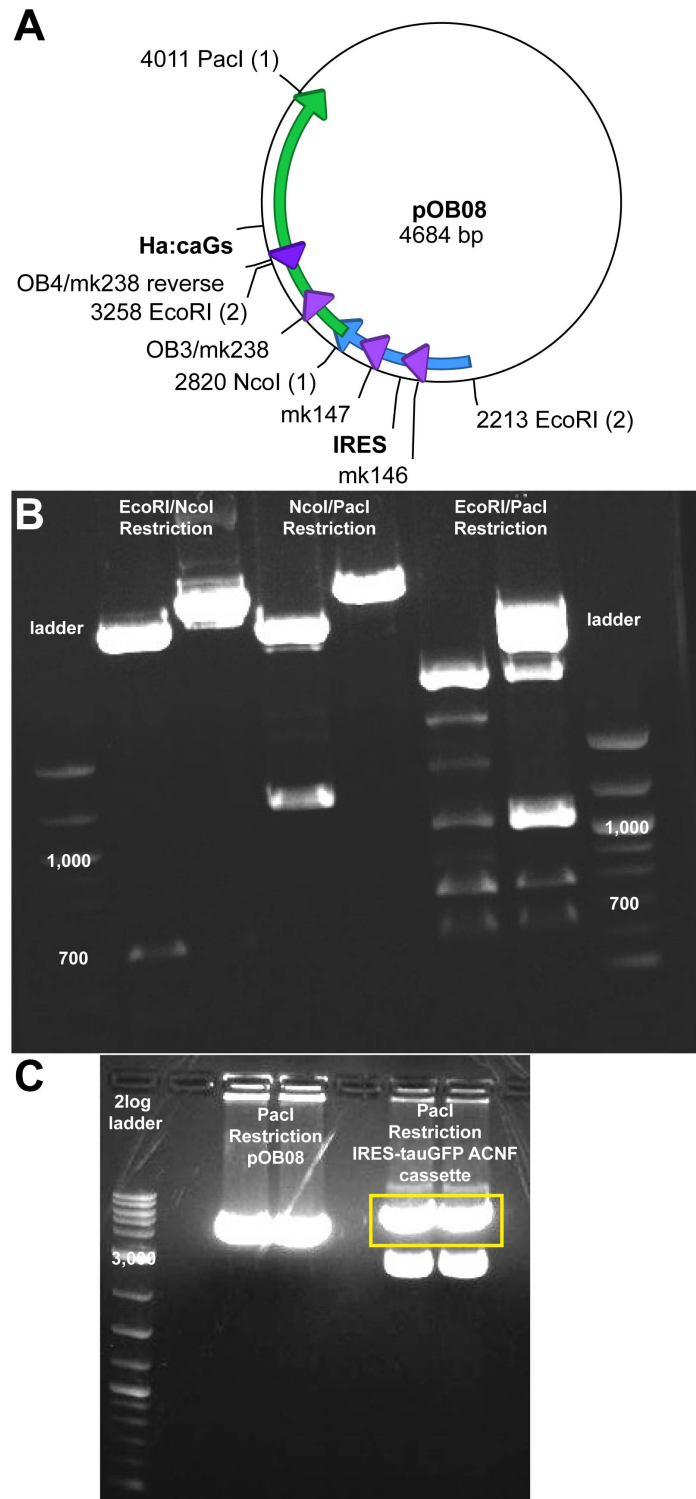 A
4011 PacI (1)
pOB08
4684 bp
Ha:caGs
OB4/mk238 reverse
3258 EcoRI (2)
OB3/mk238
2820 NcoI (1)
mk147
2213 EcoRI (2)
IRES
mk146
B
EcoRI/NcoI
Restriction
NcoI/PacI
Restriction
EcoRI/PacI
Restriction
ladder
ladder
1,000
1,000
700
700
C
2log
ladder
PacI
Restriction
pOB08
PacI
Restriction
IRES-tauGFP ACNF
cassette
3,000